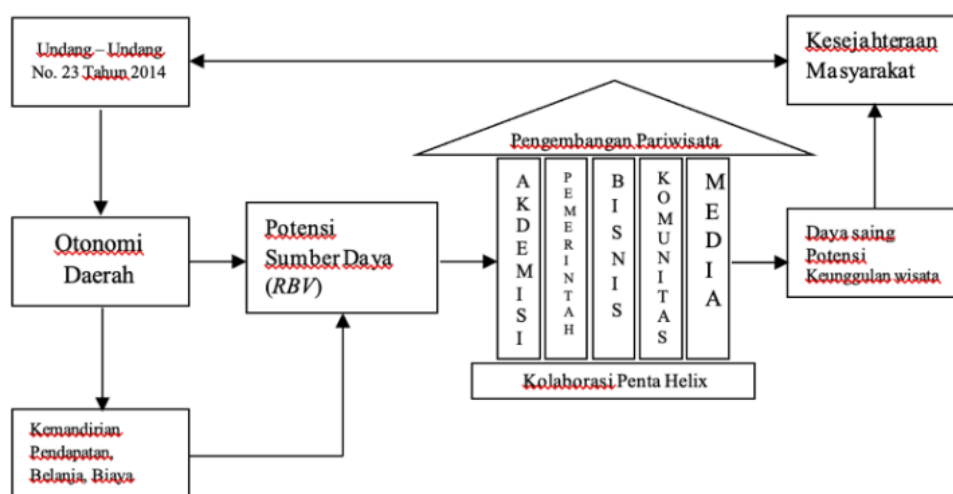 Undang – Undang
No. 23 Tahun 2014
Kesejahteraan
Masyarakat
Pengembangan Pariwisata
Otonomi
Daerah
Potensi
Sumber Daya
(RBV)
AKDEMISI
PEMERINTAH
BISNIS
KOMUNITAS
MEDIA
Daya saing
Potensi
Keunggulan wisata
Kolaborasi Penta Helix
Kemandirian
Pendapatan,
Belanja, Biaya